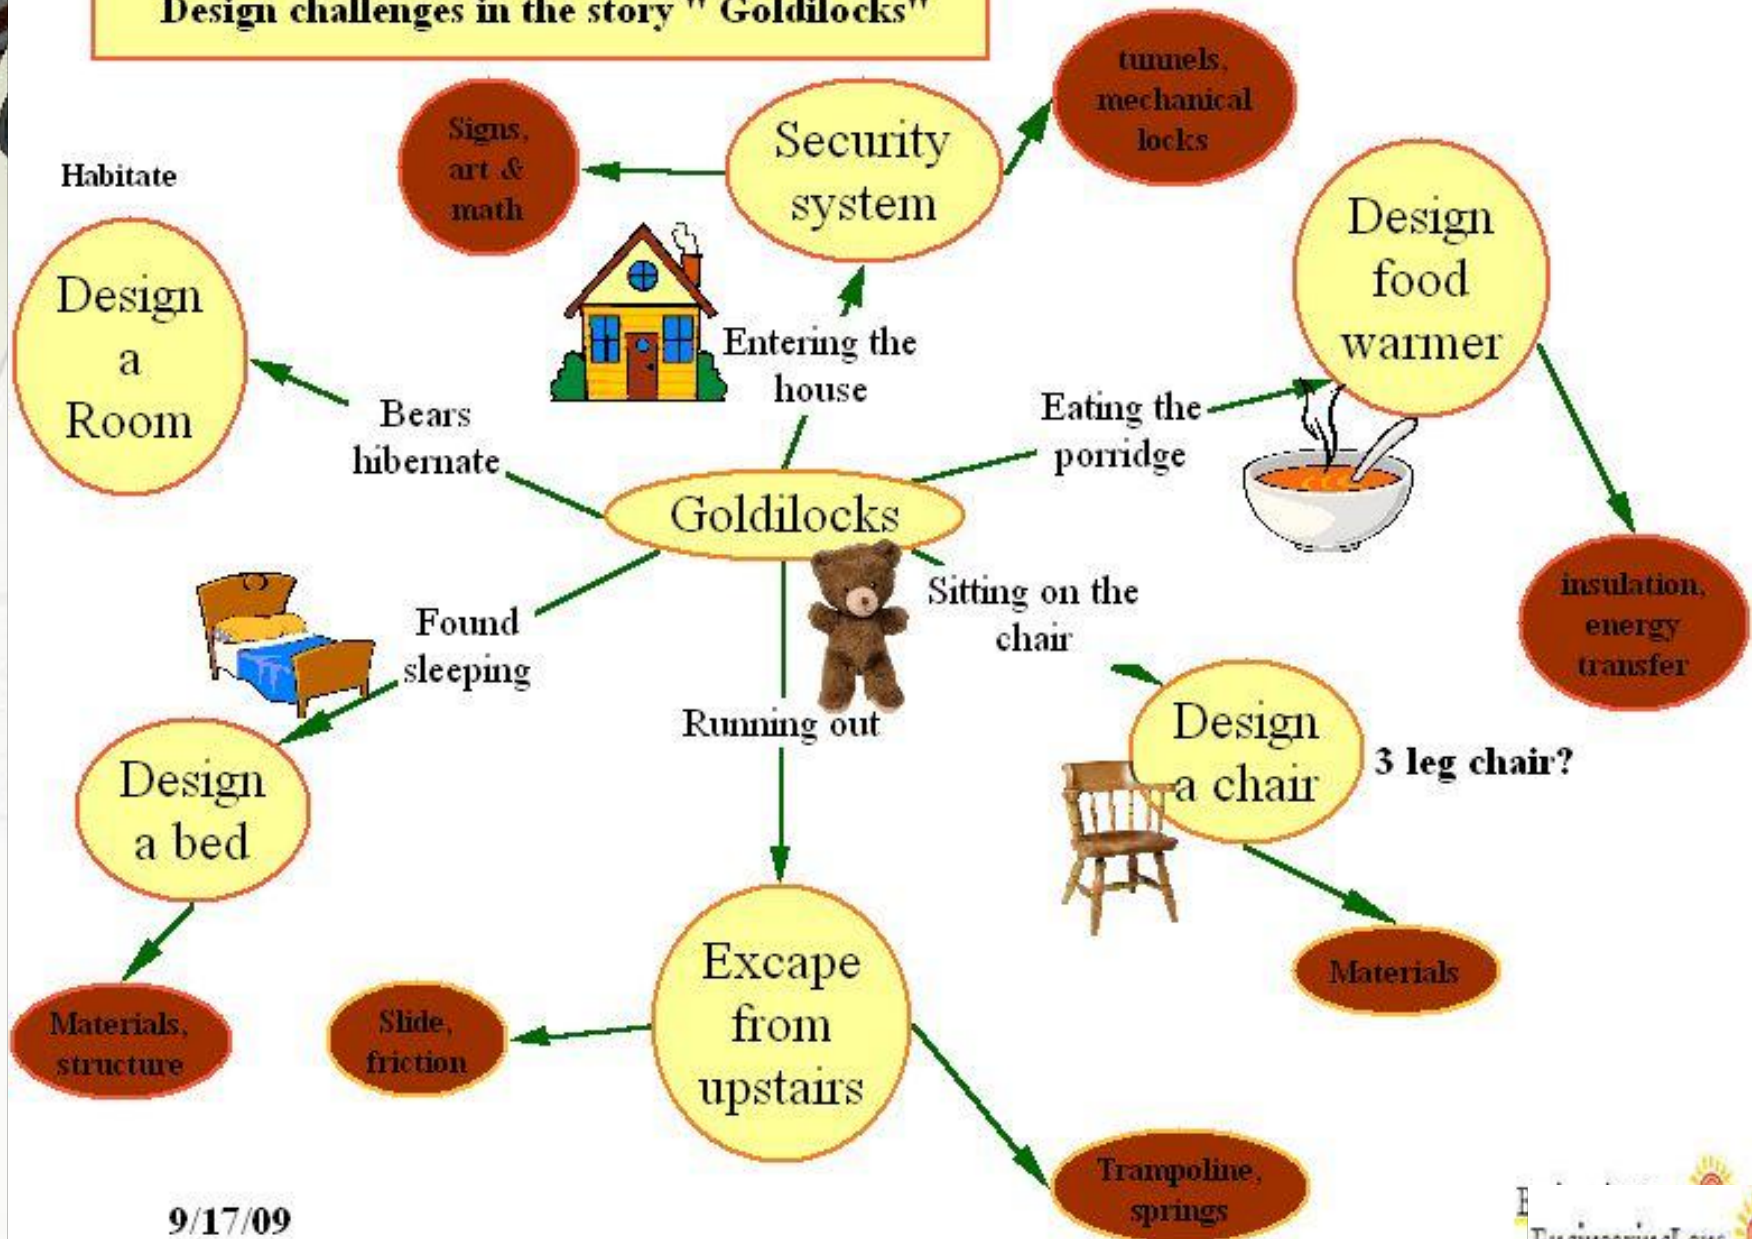 Design challenges in the story " Goldilocks"
tunnels,
mechanical
locks
Signs,
art &
math
Security
system
Habitate
Design
a
Room
Design
food
warmer
Entering the
house
Bears
hibernate
Eating the
porridge
Goldilocks
Sitting on the
chair
insulation,
energy
transfer
Found
sleeping
Running out
Design
a chair
3 leg chair?
Design
a bed
Excape
from
upstairs
Materials
Materials,
structure
Slide,
friction
Trampoline,
springs
9/17/09